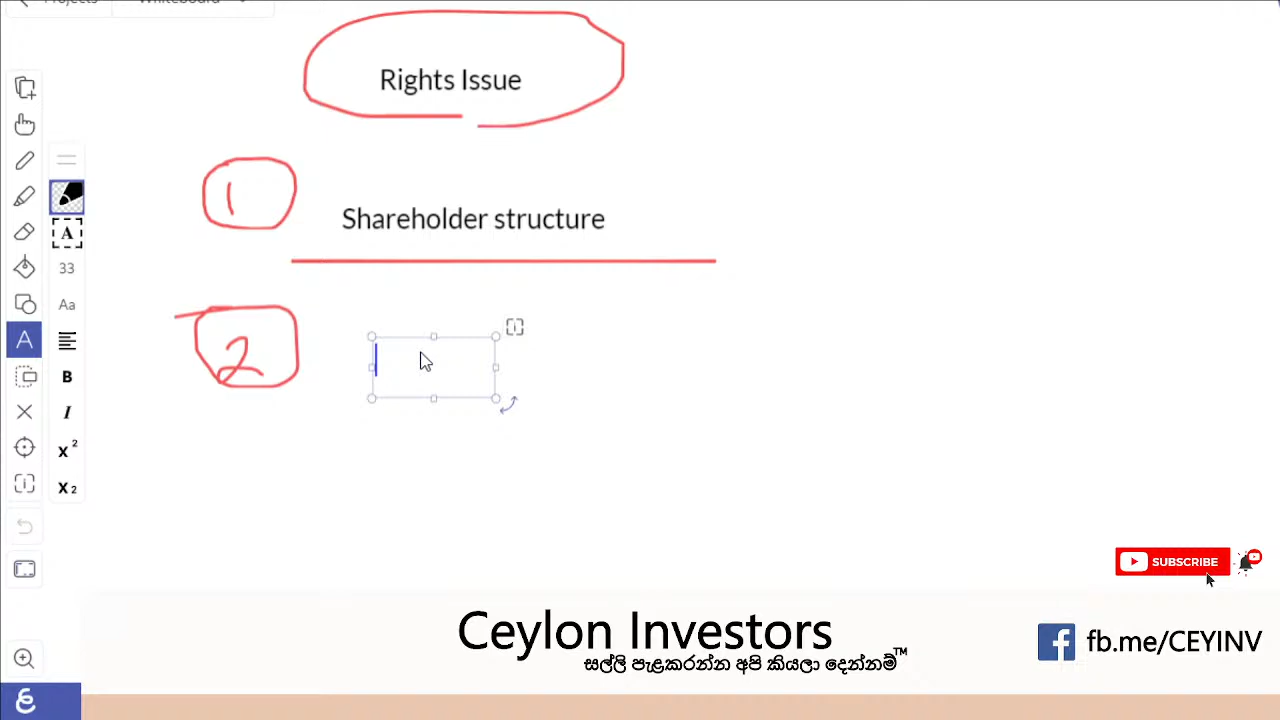 Rights Issue
1
Shareholder structure
33
Aa
2
B
I
x²
x₂
SUBSCRIBE
Ceylon Investors
සල්ලි පැළකරන්න අපි කියලා දෙන්නම් ™
fb.me/CEYINV